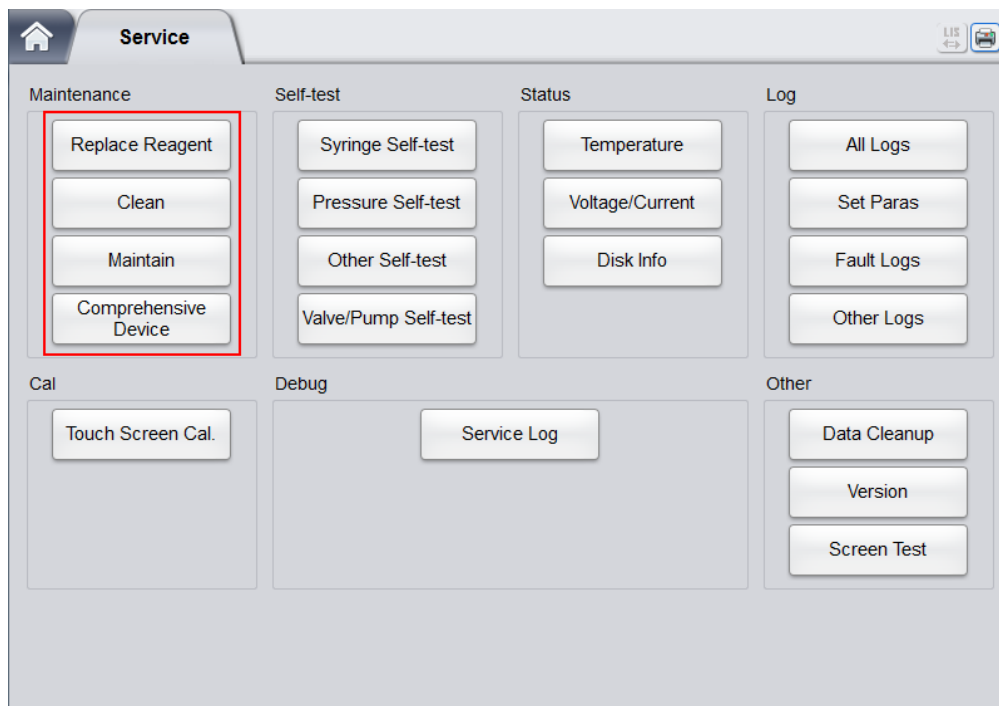 Service
LIS
Maintenance
Replace Reagent
Clean
Maintain
Comprehensive
Device
Self-test
Syringe Self-test
Pressure Self-test
Other Self-test
Valve/Pump Self-test
Status
Temperature
Voltage/Current
Disk Info
Log
All Logs
Set Paras
Fault Logs
Other Logs
Cal
Touch Screen Cal.
Debug
Service Log
Other
Data Cleanup
Version
Screen Test